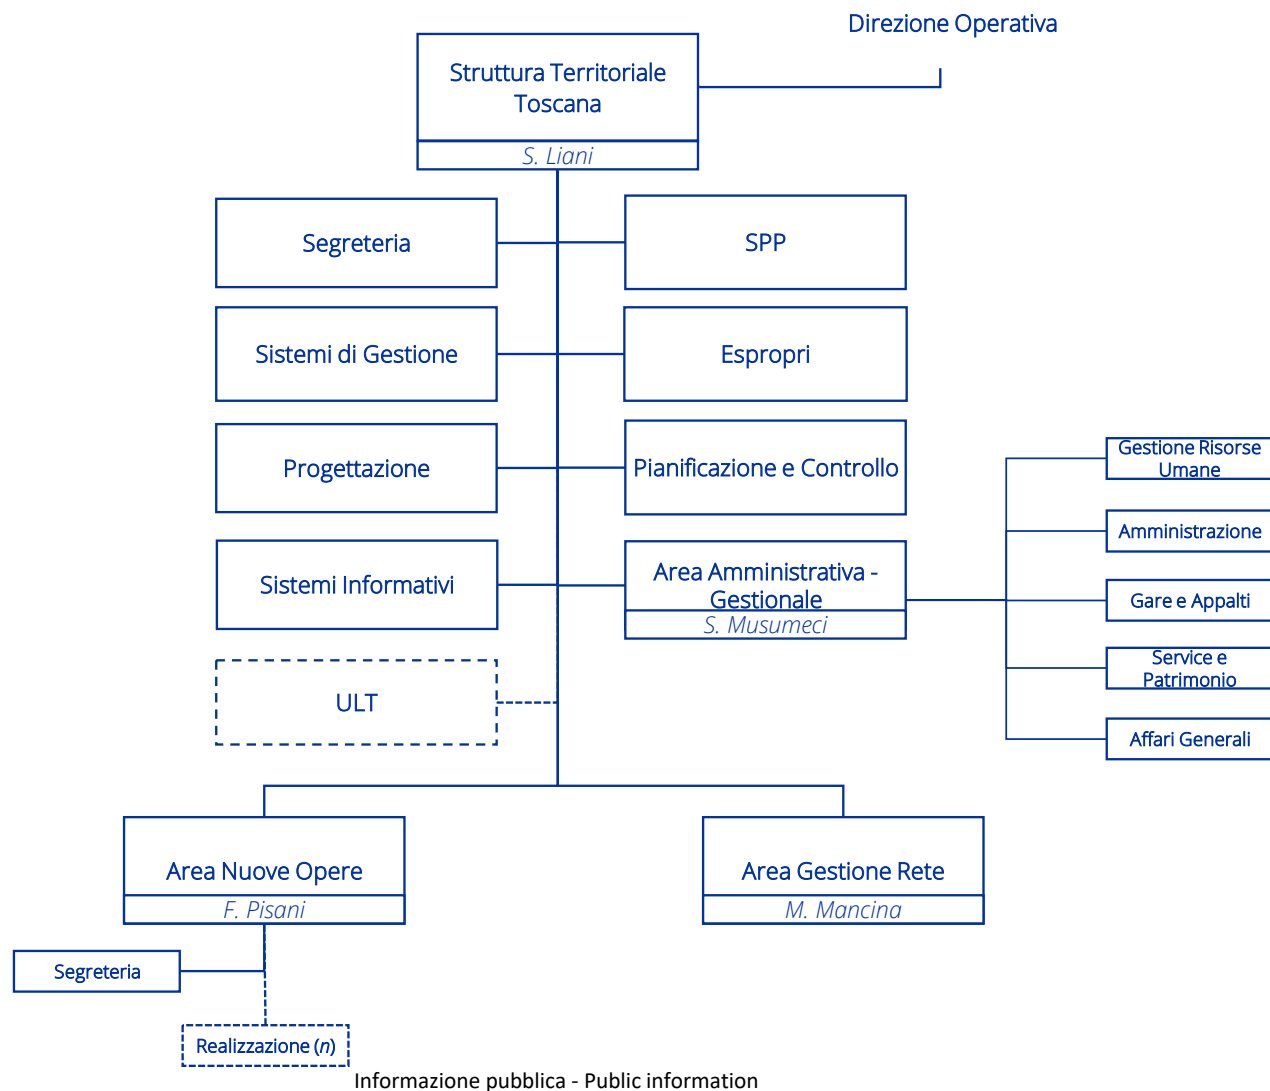 Direzione Operativa
Struttura Territoriale
Toscana
S. Liani
Segreteria
SPP
Sistemi di Gestione
Espropri
Progettazione
Pianificazione e Controllo
Sistemi Informativi
Area Amministrativa -
Gestionale
S. Musumeci
Gestione Risorse
Umane
Amministrazione
Gare e Appalti
Service e
Patrimonio
Affari Generali
ULT
Area Nuove Opere
F. Pisani
Area Gestione Rete
M. Mancina
Segreteria
Realizzazione (n)
Informazione pubblica - Public information